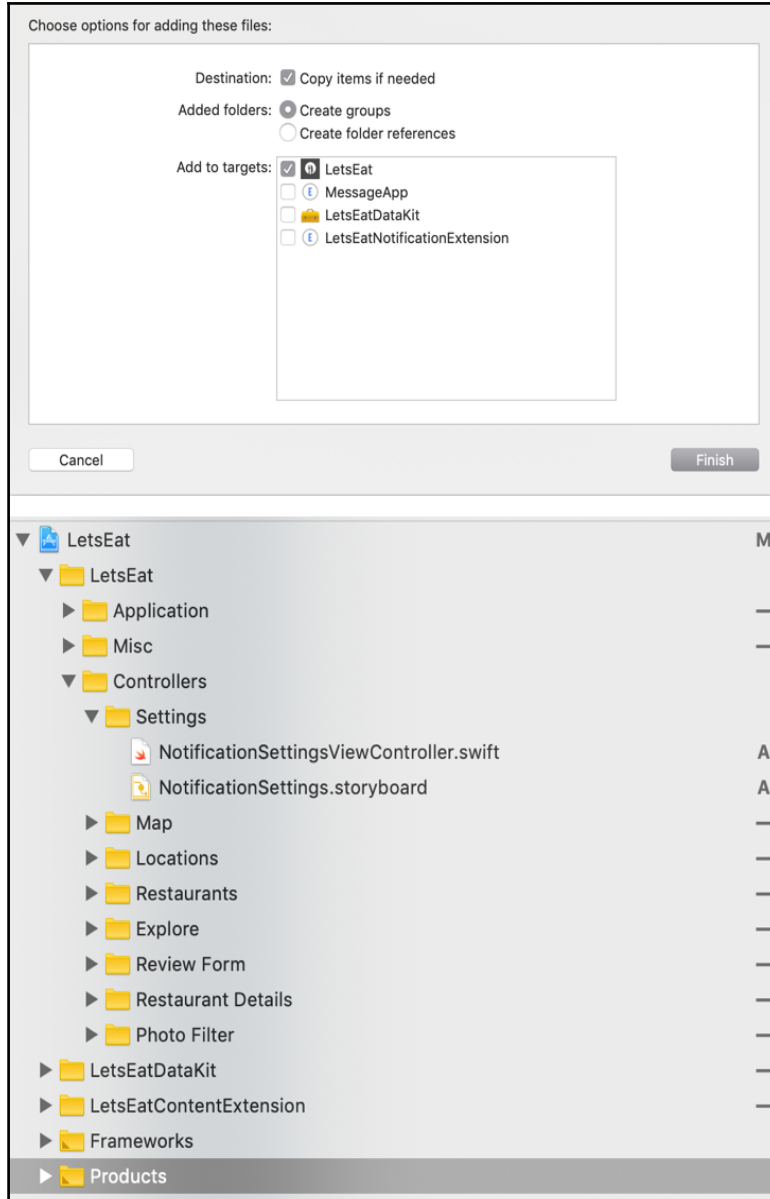 Choose options for adding these files:
Destination: Copy items if needed
Added folders: Create groups
Create folder references
Add to targets: LetsEat
E MessageApp
LetsEatDataKit
E LetsEatNotificationExtension
Cancel Finish
LetsEat M
LetsEat
Application
Misc
Controllers
Settings
NotificationSettingsViewController.swift A
NotificationSettings.storyboard A
Map
Locations
Restaurants
Explore
Review Form
Restaurant Details
Photo Filter
LetsEatDataKit
LetsEatContentExtension
Frameworks
Products